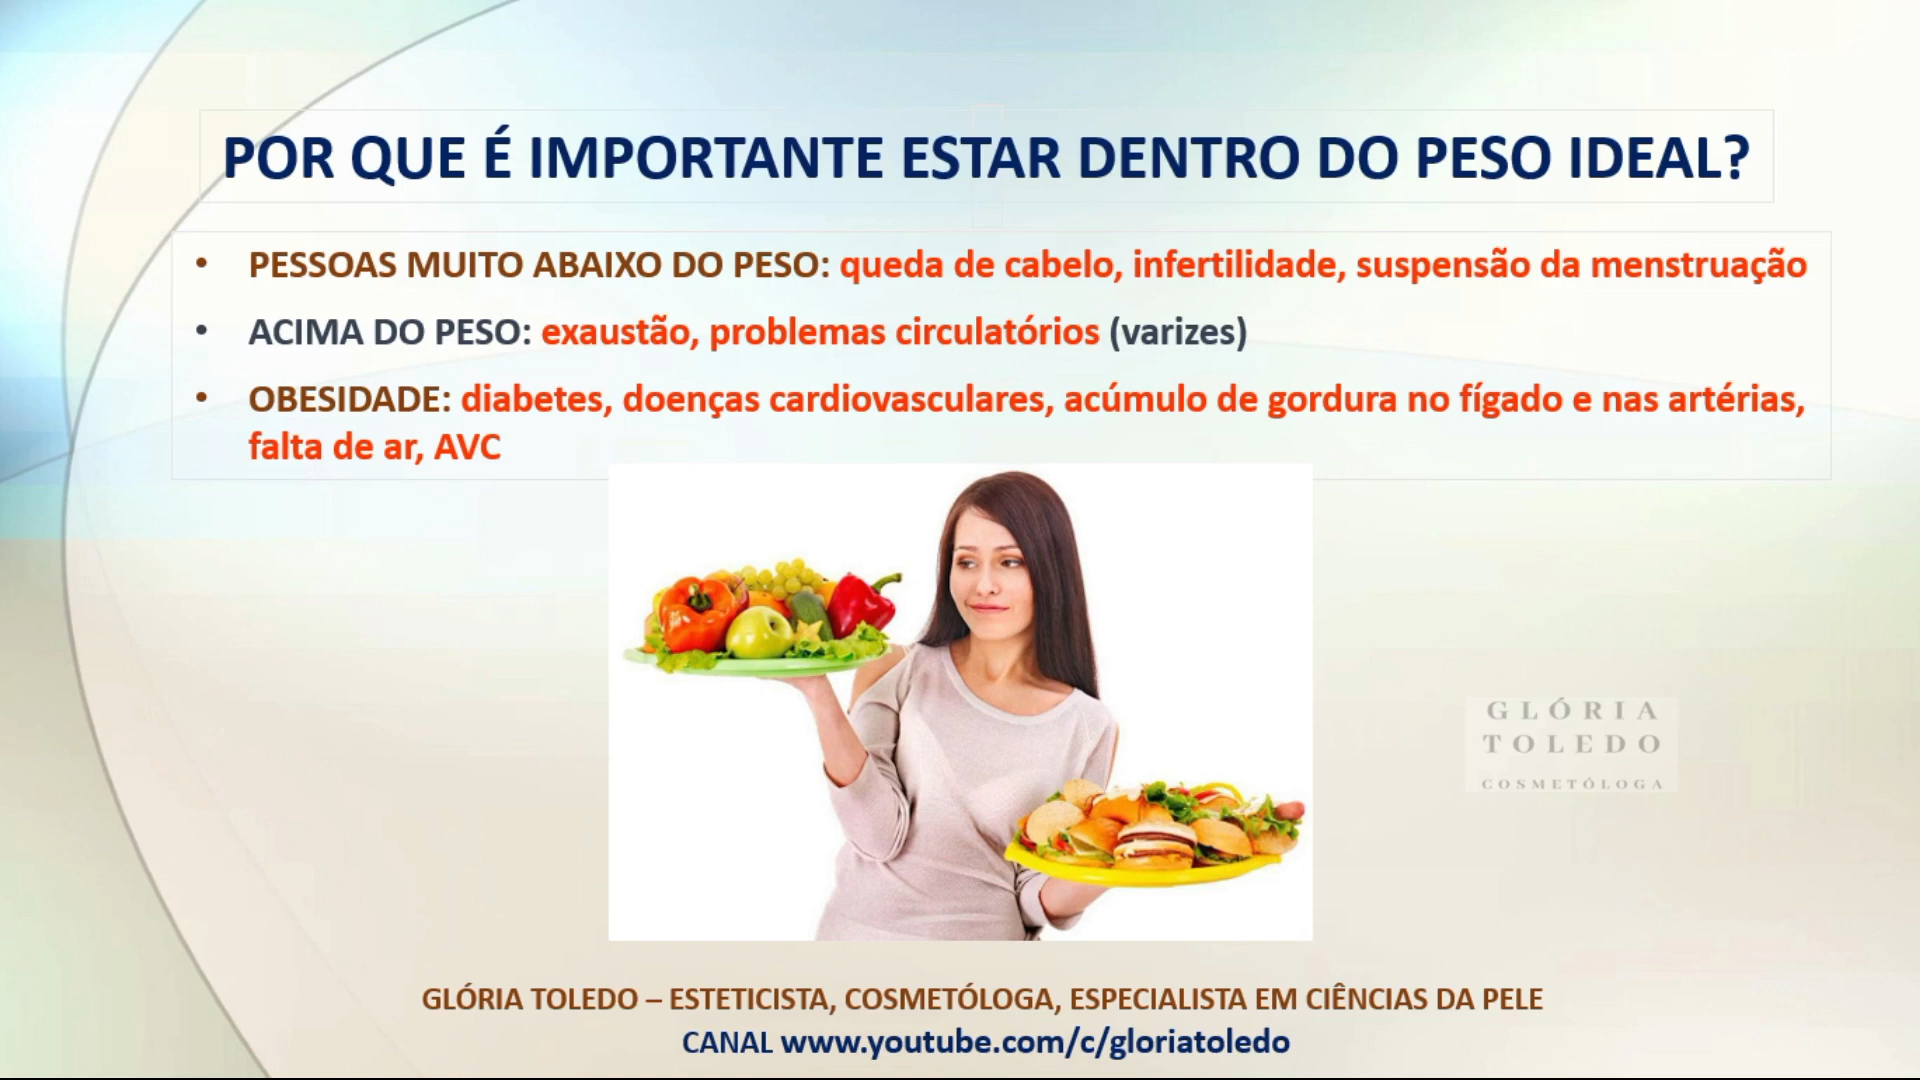 POR QUE É IMPORTANTE ESTAR DENTRO DO PESO IDEAL?
• PESSOAS MUITO ABAIXO DO PESO: queda de cabelo, infertilidade, suspensão da menstruação
• ACIMA DO PESO: exaustão, problemas circulatórios (varizes)
• OBESIDADE: diabetes, doenças cardiovasculares, acúmulo de gordura no fígado e nas artérias,
falta de ar, AVC
GLÓRIA
TOLEDO
COSMETÓLOGA
GLÓRIA TOLEDO – ESTETICISTA, COSMETÓLOGA, ESPECIALISTA EM CIÊNCIAS DA PELE
CANAL www.youtube.com/c/gloriatoledo